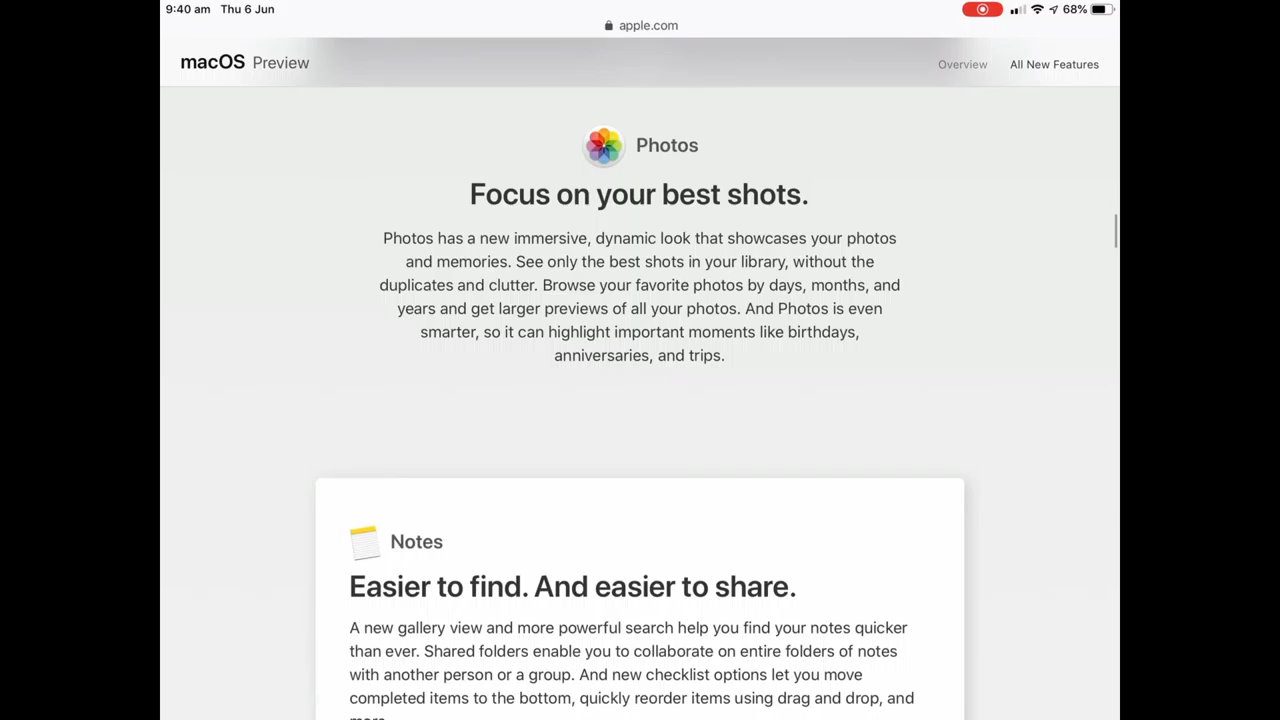 9:40 am Thu 6 Jun 68%
apple.com
macOS Preview Overview All New Features
Photos
Focus on your best shots.
Photos has a new immersive, dynamic look that showcases your photos
and memories. See only the best shots in your library, without the
duplicates and clutter. Browse your favorite photos by days, months, and
years and get larger previews of all your photos. And Photos is even
smarter, so it can highlight important moments like birthdays,
anniversaries, and trips.
Notes
Easier to find. And easier to share.
A new gallery view and more powerful search help you find your notes quicker
than ever. Shared folders enable you to collaborate on entire folders of notes
with another person or a group. And new checklist options let you move
completed items to the bottom, quickly reorder items using drag and drop, and